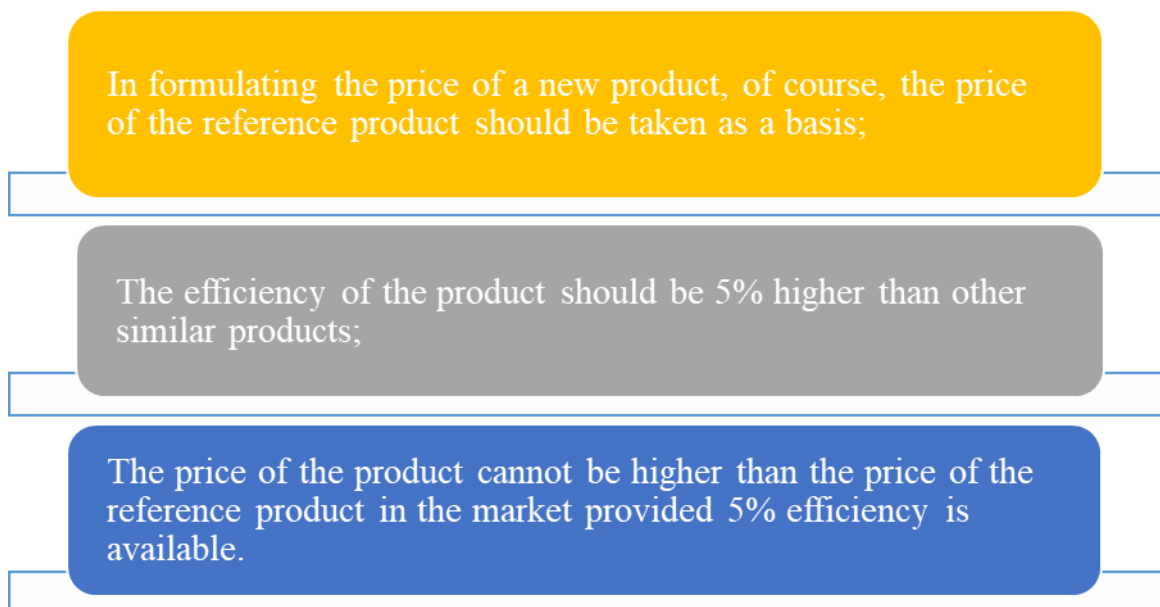 In formulating the price of a new product, of course, the price
of the reference product should be taken as a basis;
The efficiency of the product should be 5% higher than other
similar products;
The price of the product cannot be higher than the price of the
reference product in the market provided 5% efficiency is
available.